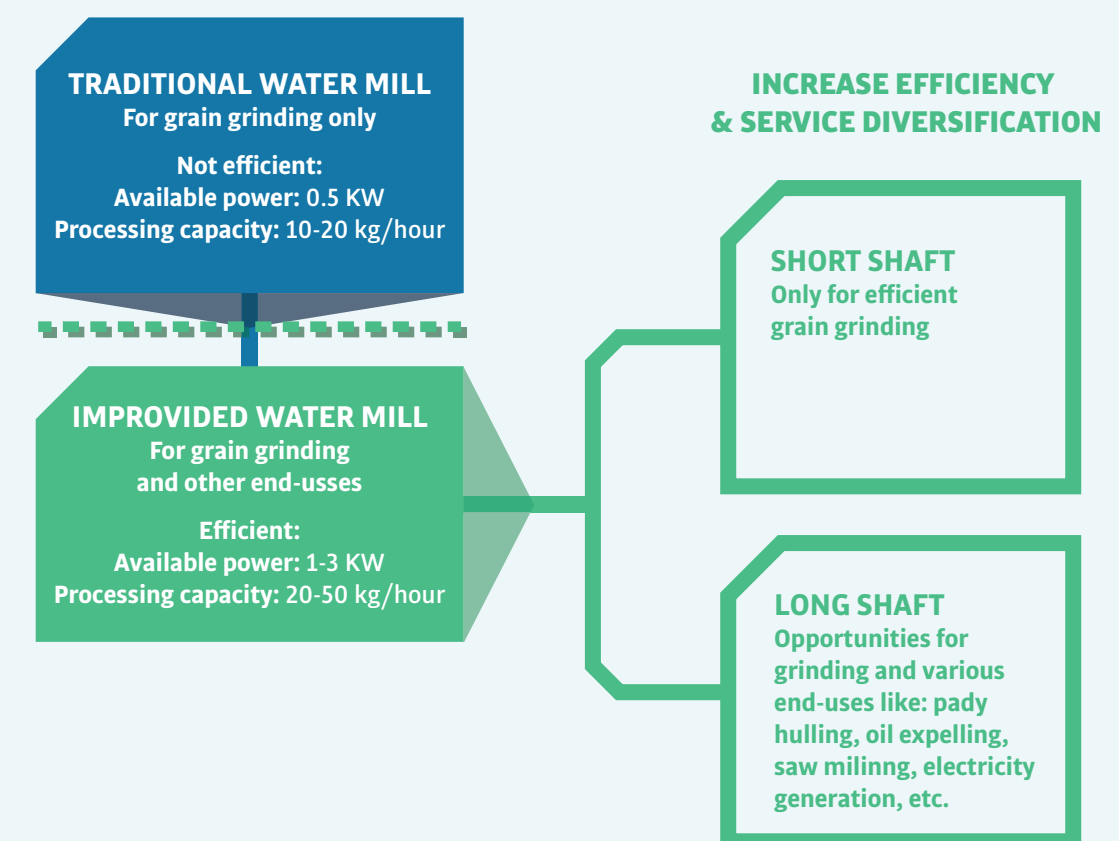 TRADITIONAL WATER MILL
For grain grinding only
Not efficient:
Available power: 0.5 KW
Processing capacity: 10-20 kg/hour
IMPROVIDED WATER MILL
For grain grinding
and other end-usses
Efficient:
Available power: 1-3 KW
Processing capacity: 20-50 kg/hour
INCREASE EFFICIENCY
& SERVICE DIVERSIFICATION
SHORT SHAFT
Only for efficient
grain grinding
LONG SHAFT
Opportunities for
grinding and various
end-uses like: pady
hulling, oil expelling,
saw milinng, electricity
generation, etc.